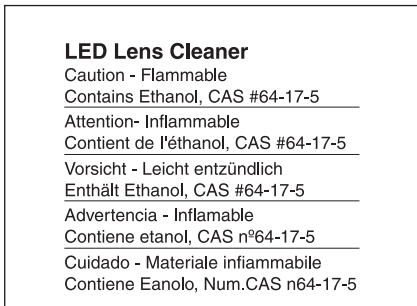 LED Lens Cleaner
Caution - Flammable
Contains Ethanol, CAS #64-17-5
Attention- Inflammable
Contient de l'éthanol, CAS #64-17-5
Vorsicht - Leicht entzündlich
Enthält Ethanol, CAS #64-17-5
Advertencia - Inflamable
Contiene etanol, CAS nº64-17-5
Cuidado - Materiale infiammabile
Contiene Eanolo, Num.CAS n64-17-5